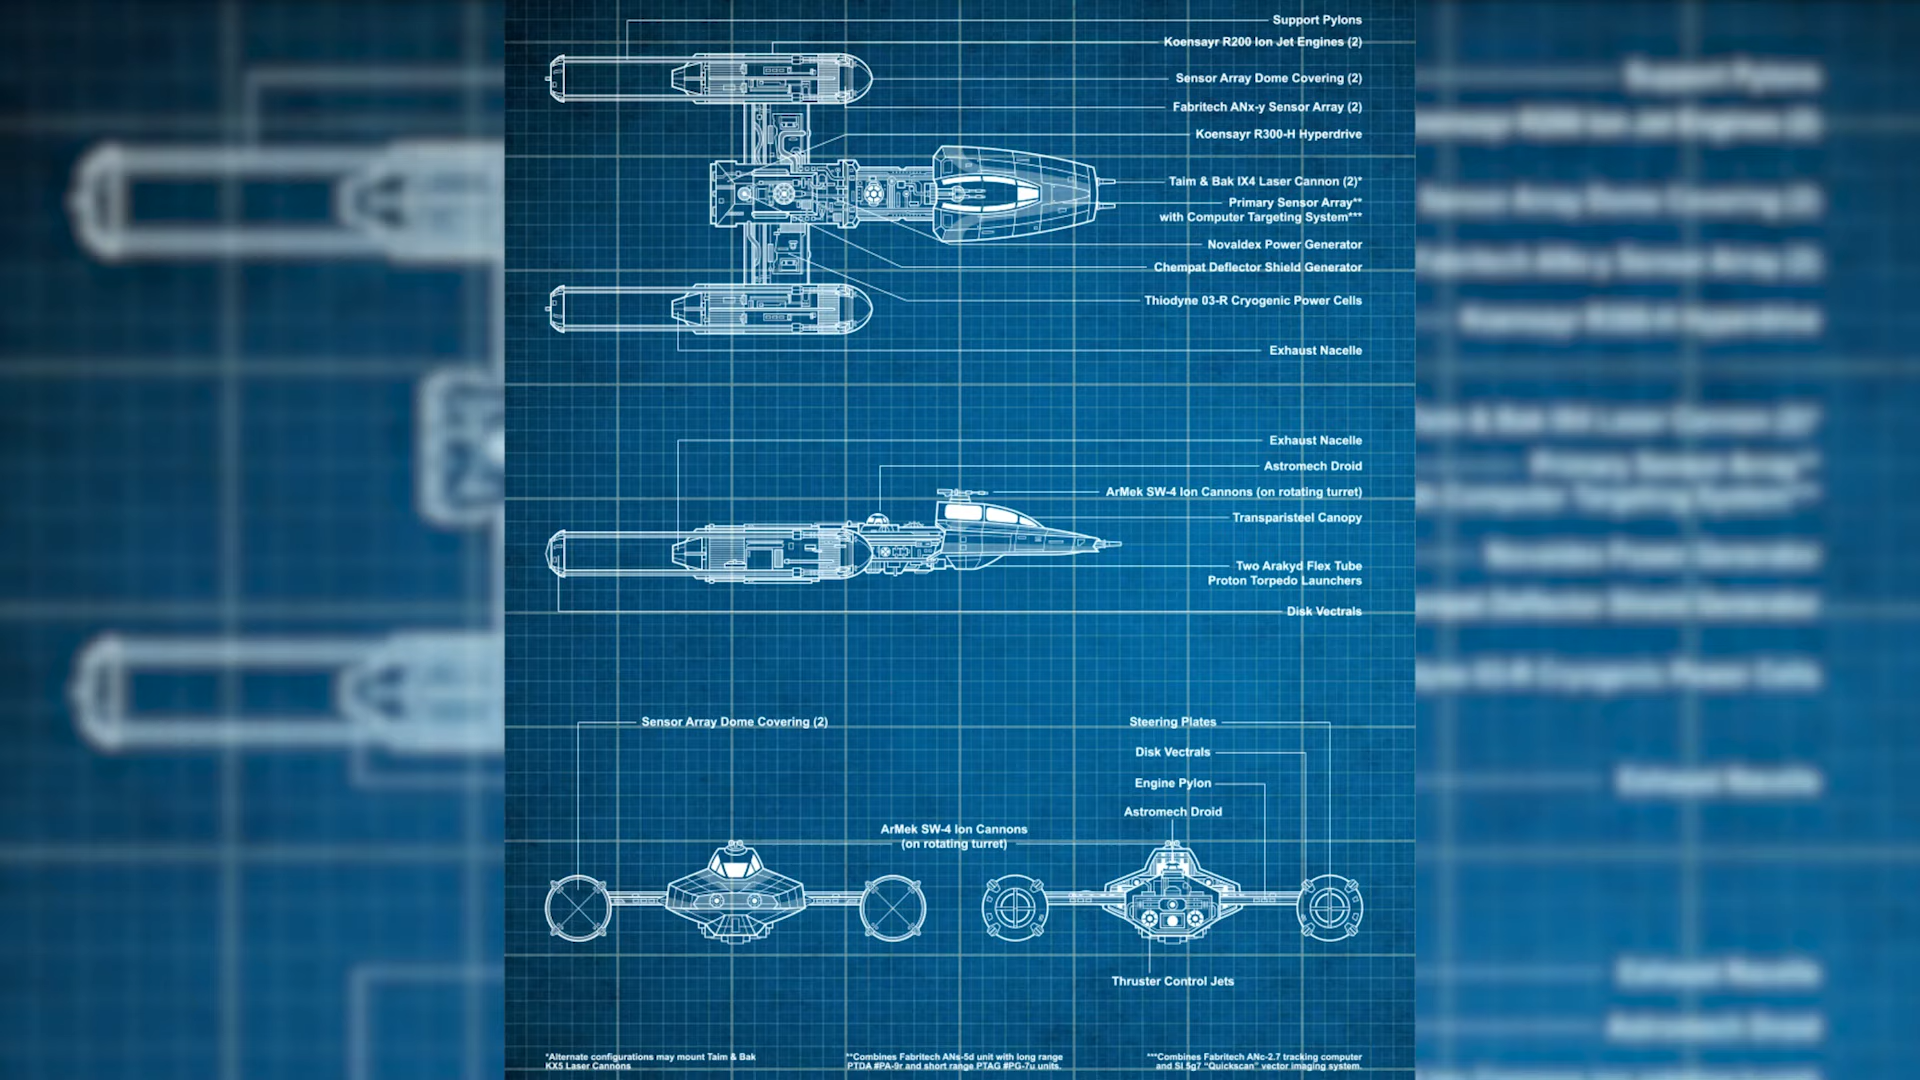 Support Pylons
Koensayr R200 Ion Jet Engines (2)
Sensor Array Dome Covering (2)
Fabritech ANx-y Sensor Array (2)
Koensayr R300-H Hyperdrive
Taim & Bak IX4 Laser Cannon (2)*
Primary Sensor Array**
with Computer Targeting System***
Novaldex Power Generator
Chempat Deflector Shield Generator
Thiodyne 03-R Cryogenic Power Cells
Exhaust Nacelle
Exhaust Nacelle
Astromech Droid
ArMek SW-4 Ion Cannons (on rotating turret)
Transparisteel Canopy
Two Arakyd Flex Tube
Proton Torpedo Launchers
Disk Vectrals
Sensor Array Dome Covering (2)
Steering Plates
Disk Vectrals
Engine Pylon
Astromech Droid
ArMek SW-4 Ion Cannons
(on rotating turret)
Thruster Control Jets
*Alternate configurations may mount Taim & Bak
KX5 Laser Cannons
**Combines Fabritech ANs-5d unit with long range
PTDA #PA-9r and short range PTAG #PG-7u units.
***Combines Fabritech ANc-2.7 tracking computer
and SI 5g7 "Quickscan" vector imaging system.